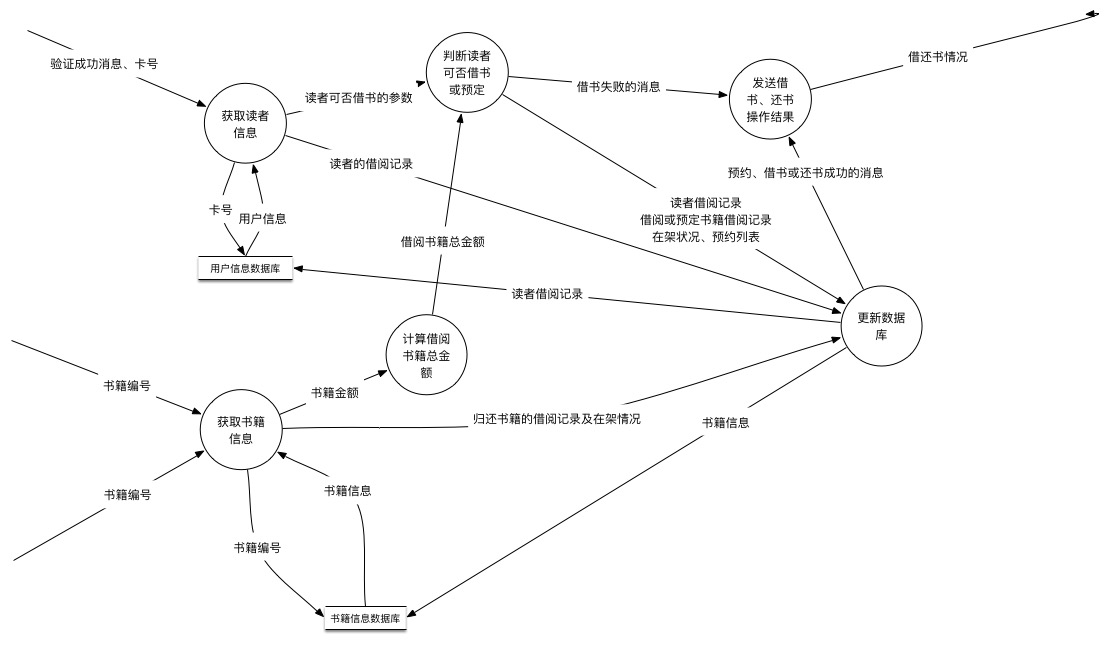 验证成功消息、卡号
获取读者
信息
读者可否借书的参数
判断读者
可否借书
或预定
借书失败的消息
发送借
书、还书
操作结果
借还书情况
读者的借阅记录
卡号
用户信息
用户信息数据库
借阅书籍总金额
读者借阅记录
借阅或预定书籍借阅记录
在架状况、预约列表
预约、借书或还书成功的消息
读者借阅记录
更新数据
库
计算借阅
书籍总金
额
书籍编号
书籍金额
获取书籍
信息
归还书籍的借阅记录及在架情况
书籍信息
书籍编号
书籍信息
书籍编号
书籍信息数据库